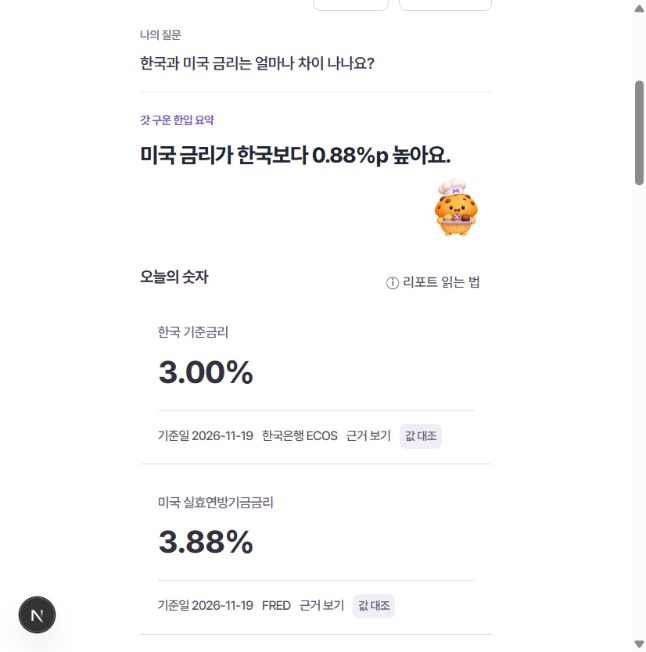 나의 질문
한국과 미국 금리는 얼마나 차이 나나요?
갓 구운 한입 요약
미국 금리가 한국보다 0.88%p 높아요.
M
오늘의 숫자
ⓘ 리포트 읽는 법
한국 기준금리
3.00%
기준일 2026-11-19 한국은행 ECOS 근거 보기 값 대조
미국 실효연방기금금리
3.88%
기준일 2026-11-19 FRED 근거 보기 값 대조
N